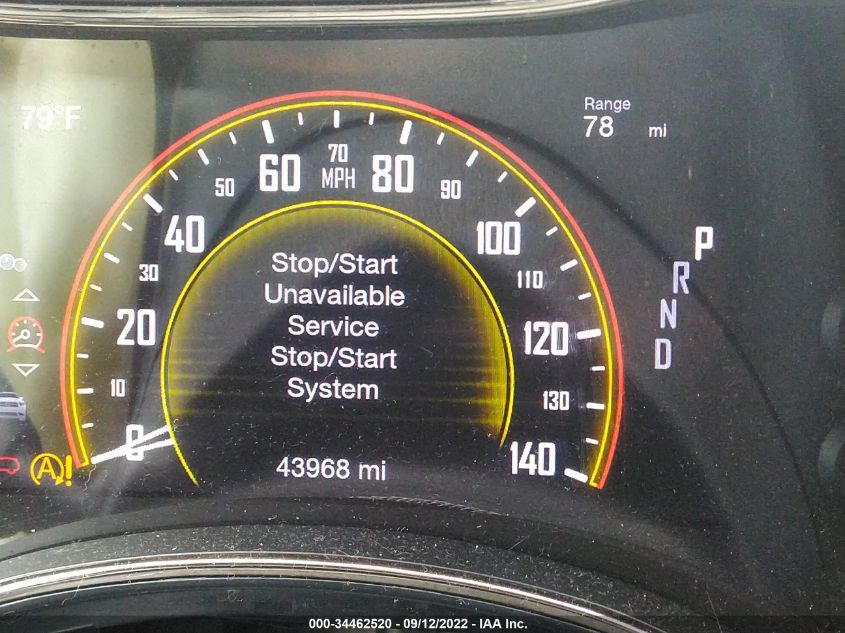 79°F
Range
78 mi
0
10
20
30
40
50
60
70
MPH
80
90
100
110
120
130
140
P
R
N
D
Stop/Start
Unavailable
Service
Stop/Start
System
A!
43968 mi
000-34462520 - 09/12/2022 - IAA Inc.